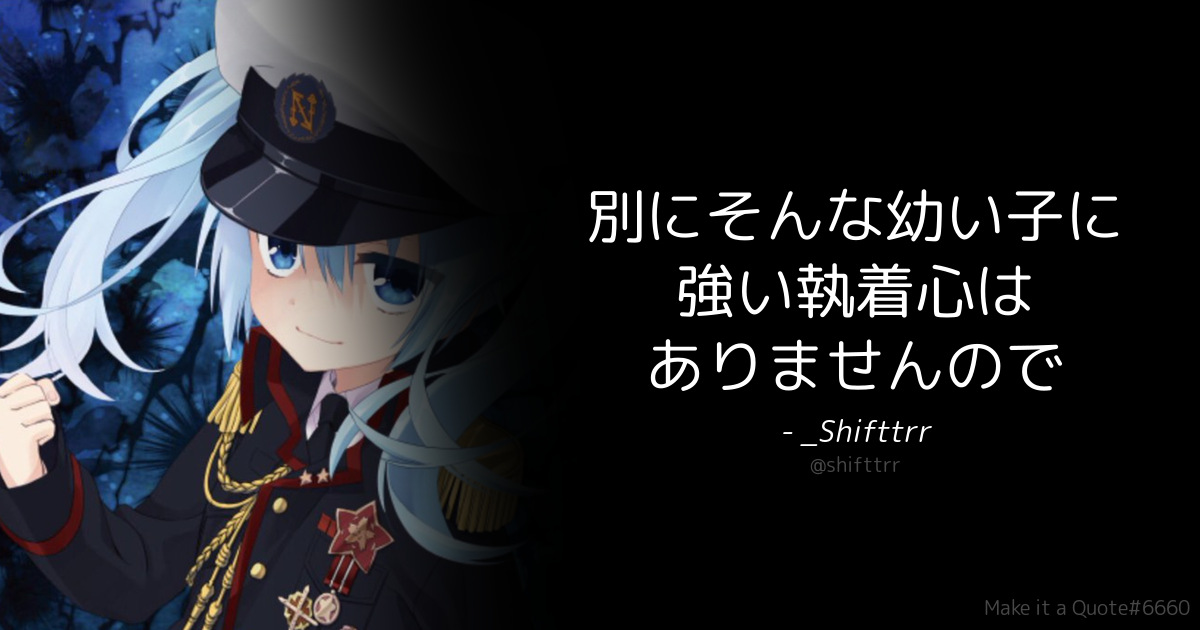 別にそんな幼い子に
強い執着心は
ありませんので
- _Shifttrr
@shifttrr
Make it a Quote#6660
N